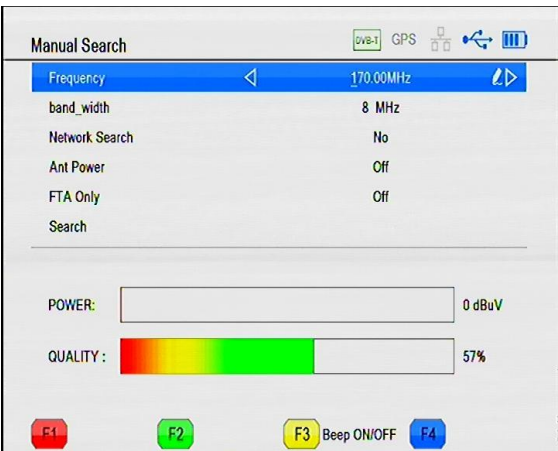 Manual Search DVB-T GPS
Frequency 170.00MHz
band_width 8 MHz
Network Search No
Ant Power Off
FTA Only Off
Search
POWER: 0 dBuV
QUALITY : 57%
F1 F2 F3 Beep ON/OFF F4